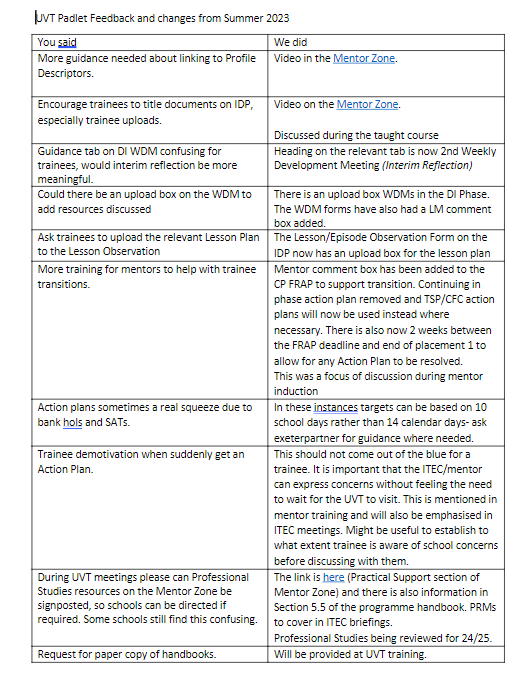 UVT Padlet Feedback and changes from Summer 2023
You said
We did
More guidance needed about linking to Profile
Descriptors.
Video in the Mentor Zone.
Encourage trainees to title documents on IDP,
especially trainee uploads.
Video on the Mentor Zone.
Discussed during the taught course
Guidance tab on DI WDM confusing for
trainees, would interim reflection be more
meaningful.
Heading on the relevant tab is now 2nd Weekly
Development Meeting (Interim Reflection)
Could there be an upload box on the WDM to
add resources discussed
There is an upload box WDMs in the DI Phase.
The WDM forms have also had a LM comment
box added.
Ask trainees to upload the relevant Lesson Plan
to the Lesson Observation
The Lesson/Episode Observation Form on the
IDP now has an upload box for the lesson plan
More training for mentors to help with trainee
transitions.
Mentor comment box has been added to the
CP FRAP to support transition. Continuing in
phase action plan removed and TSP/CFC action
plans will now be used instead where
necessary. There is also now 2 weeks between
the FRAP deadline and end of placement 1 to
allow for any Action Plan to be resolved.
This was a focus of discussion during mentor
induction
Action plans sometimes a real squeeze due to
bank hols and SATs.
In these instances targets can be based on 10
school days rather than 14 calendar days- ask
exeterpartner for guidance where needed.
Trainee demotivation when suddenly get an
Action Plan.
This should not come out of the blue for a
trainee. It is important that the ITEC/mentor
can express concerns without feeling the need
to wait for the UVT to visit. This is mentioned in
mentor training and will also be emphasised in
ITEC meetings. Might be useful to establish to
what extent trainee is aware of school concerns
before discussing with them.
During UVT meetings please can Professional
Studies resources on the Mentor Zone be
signposted, so schools can be directed if
required. Some schools still find this confusing.
The link is here (Practical Support section of
Mentor Zone) and there is also information in
Section 5.5 of the programme handbook. PRMs
to cover in ITEC briefings.
Professional Studies being reviewed for 24/25.
Request for paper copy of handbooks.
Will be provided at UVT training.